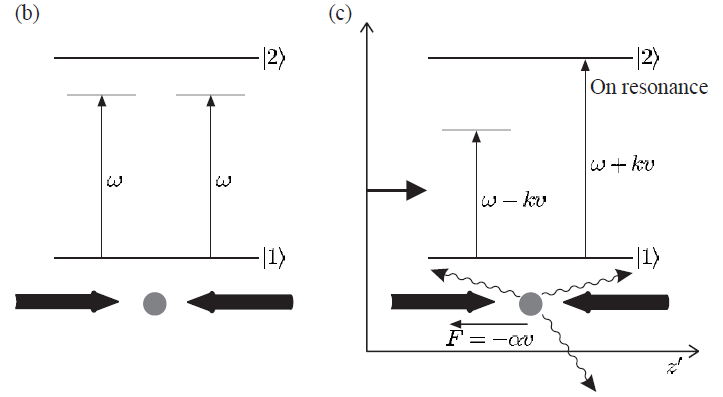 (b)
(c)
|2⟩
|2⟩
On resonance
ω
ω
ω − kv
ω + kv
|1⟩
|1⟩
F = −αv
z′